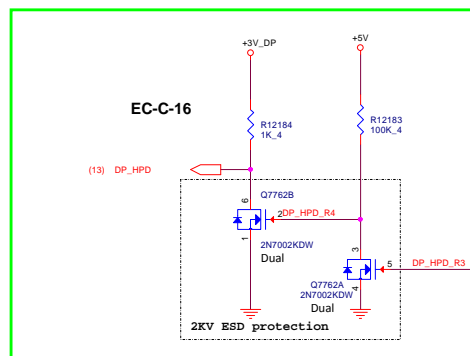 +3V_DP
+5V
EC-C-16
R12184
1K_4
R12183
100K_4
(13) DP_HPD
6
Q7762B
2
DP_HPD_R4
1
2N7002KDW
Dual
3
5
DP_HPD_R3
Q7762A
4
2N7002KDW
Dual
2KV ESD protection